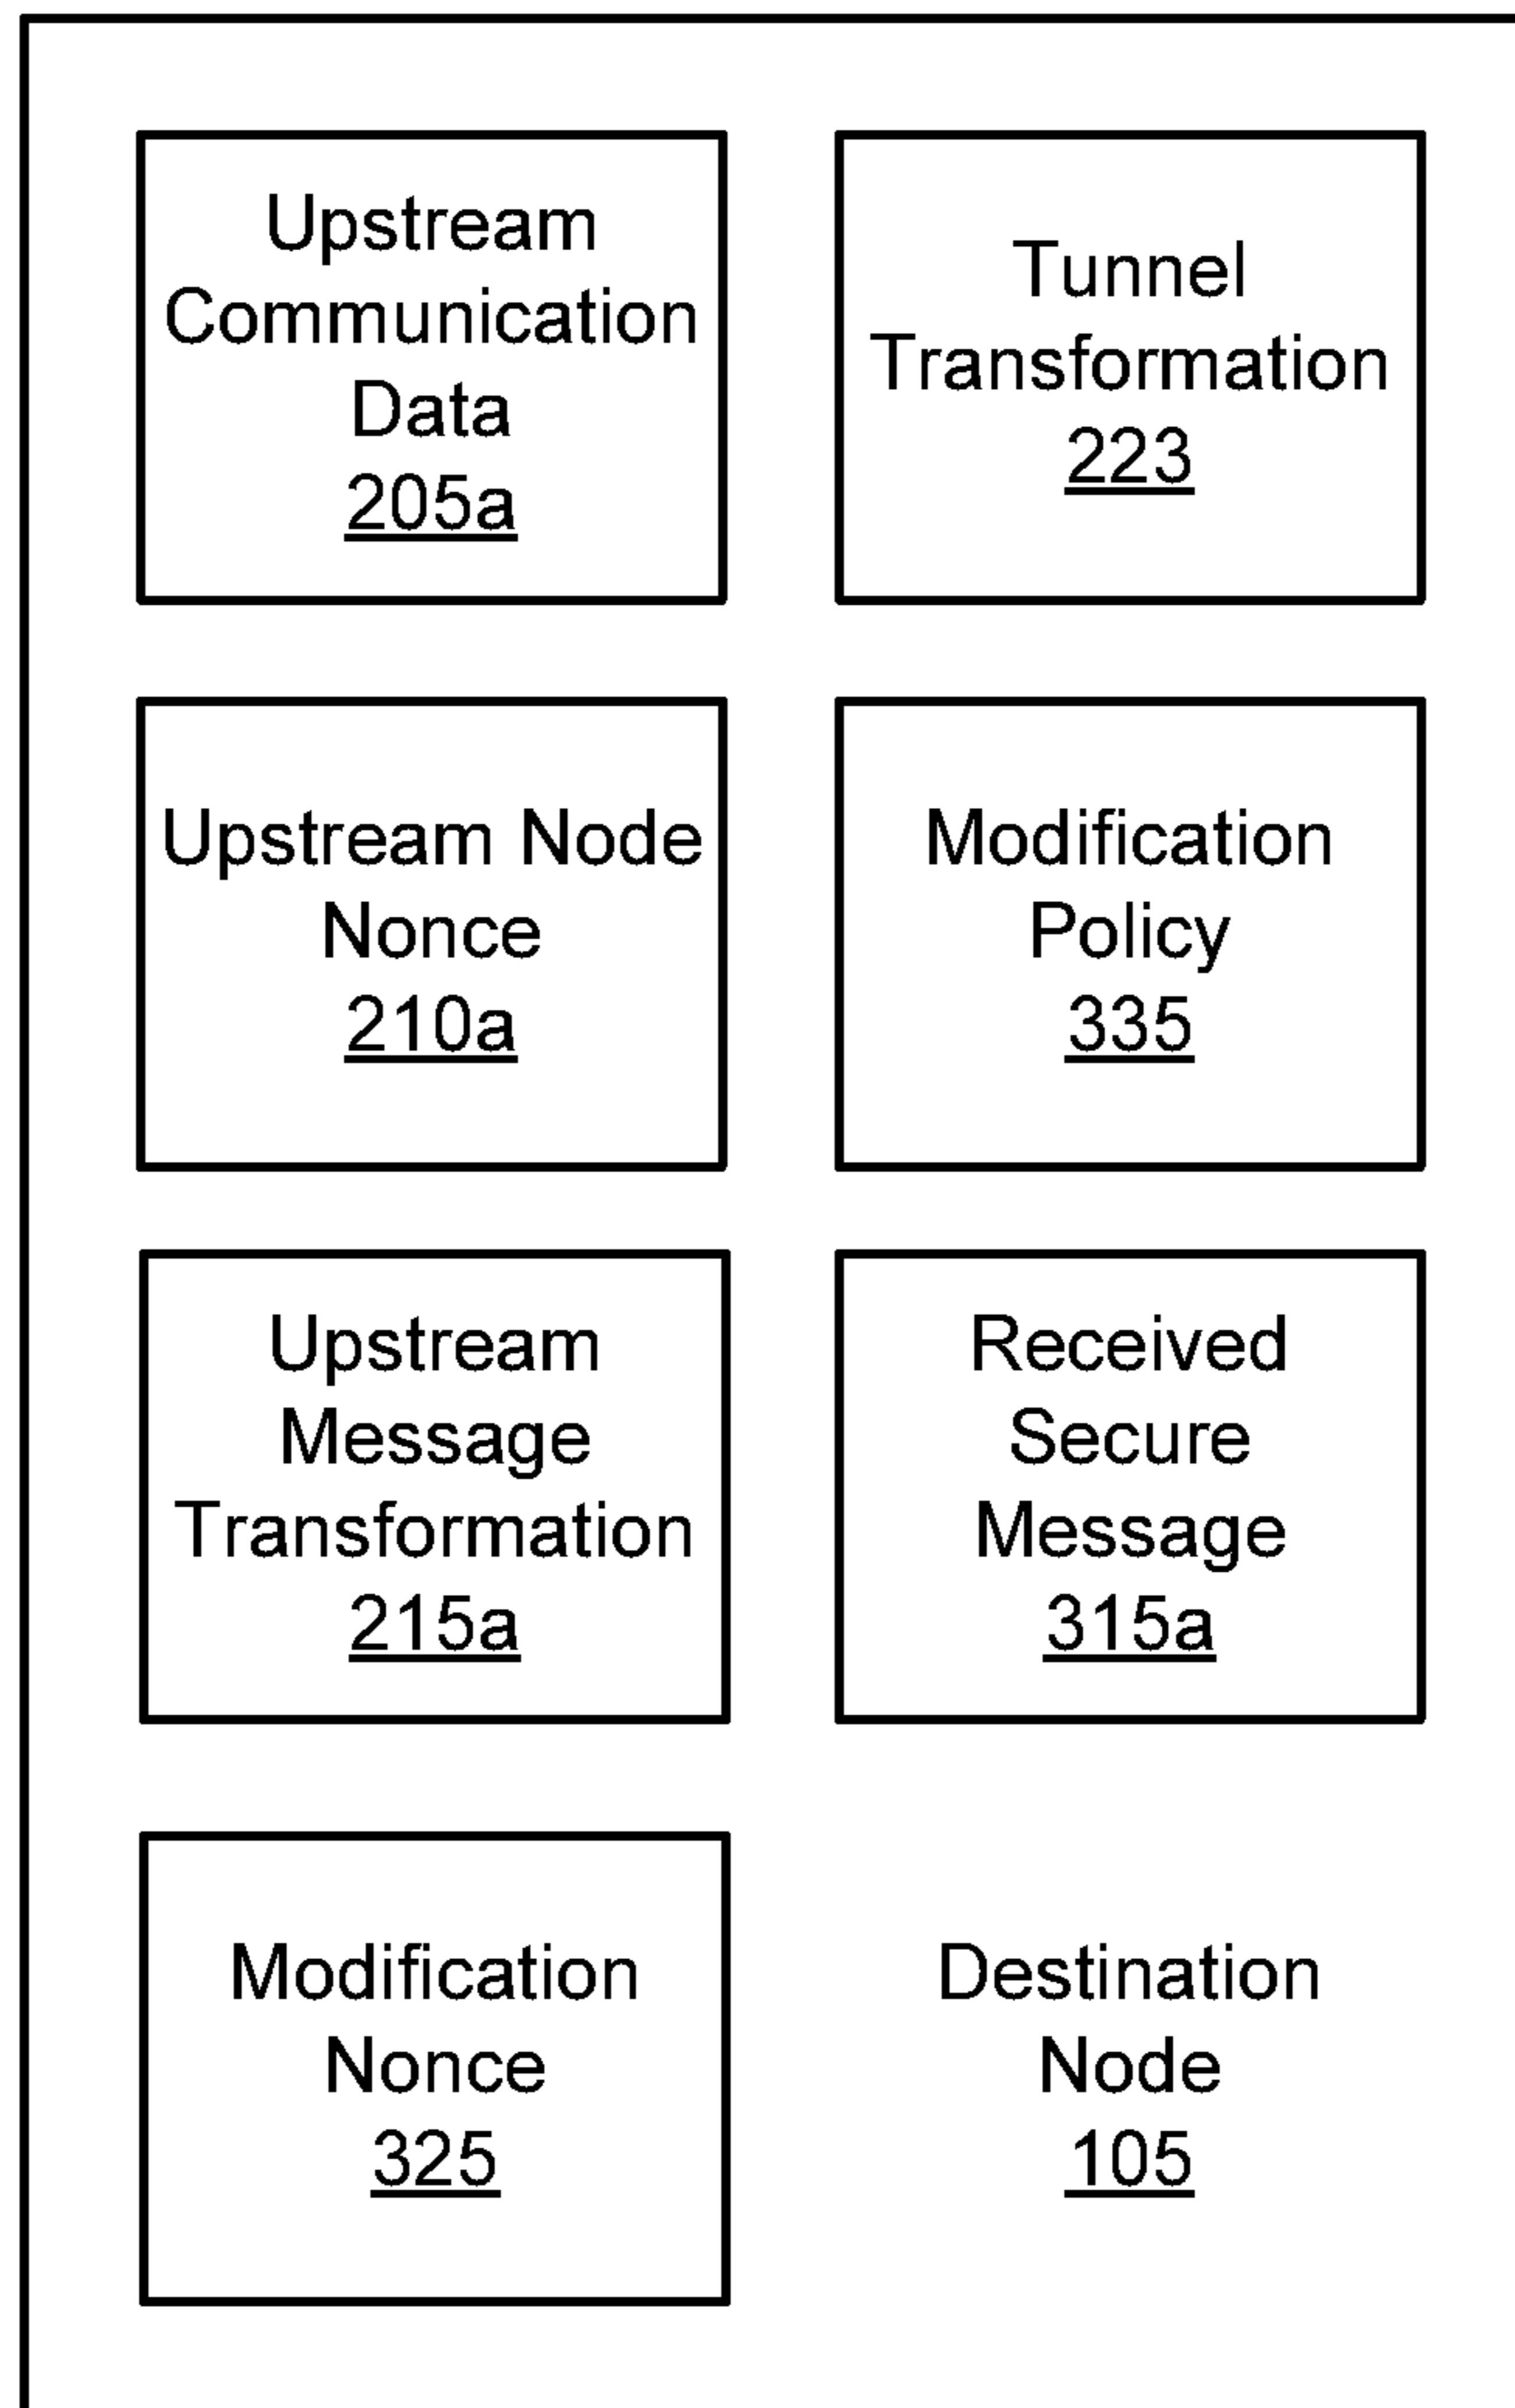 Upstream
Communication
Data
205a
Tunnel
Transformation
223
Upstream Node
Nonce
210a
Modification
Policy
335
Upstream
Message
Transformation
215a
Received
Secure
Message
315a
Modification
Nonce
325
Destination
Node
105